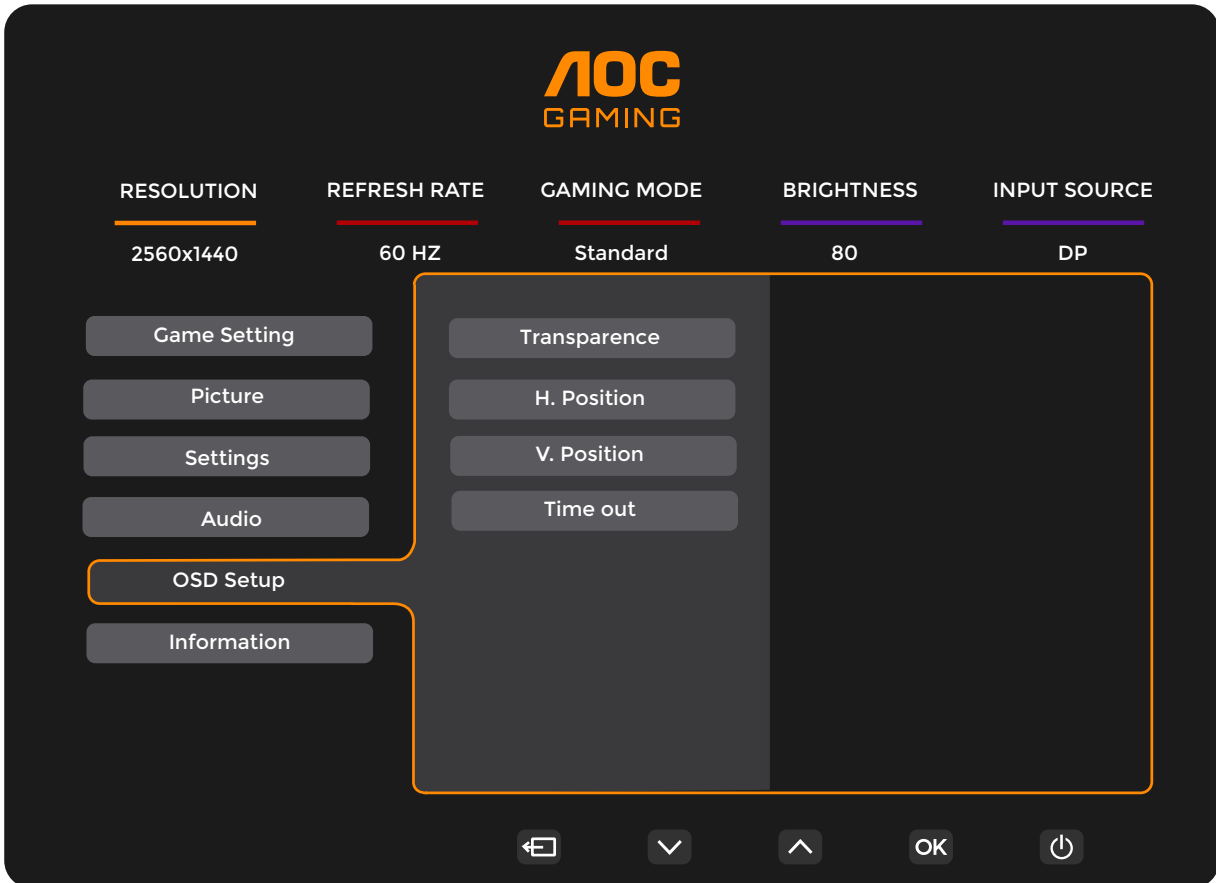 AOC
GAMING
RESOLUTION REFRESH RATE GAMING MODE BRIGHTNESS INPUT SOURCE
2560x1440 60 HZ Standard 80 DP
Game Setting Transparence
Picture H. Position
Settings V. Position
Audio Time out
OSD Setup
Information
OK